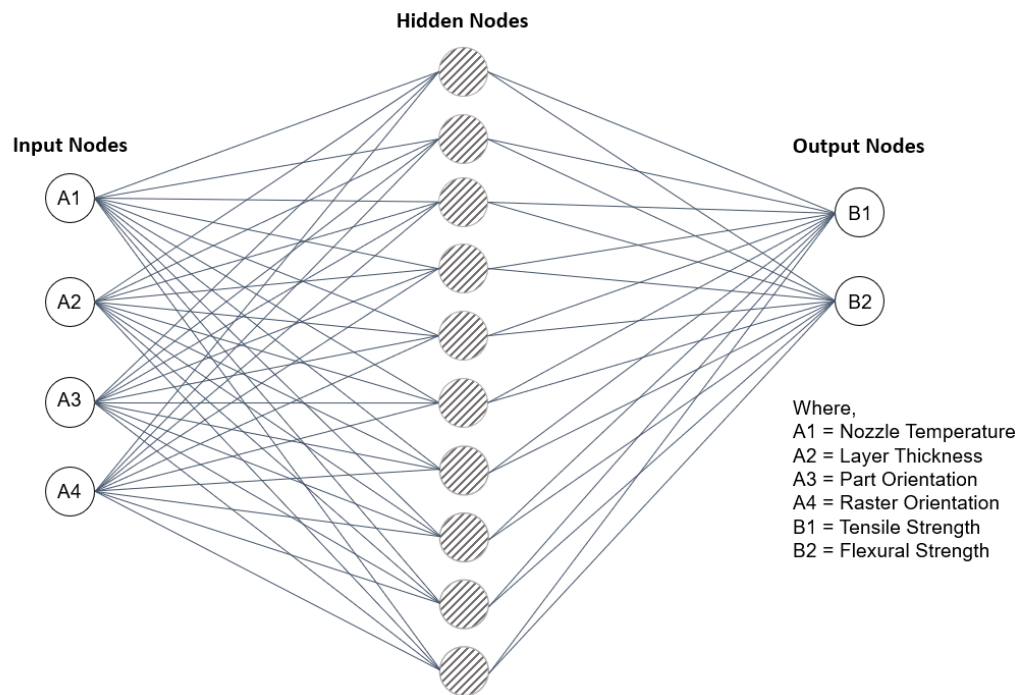 Hidden Nodes
Input Nodes
Output Nodes
A1
A2
A3
A4
B1
B2
Where,
A1 = Nozzle Temperature
A2 = Layer Thickness
A3 = Part Orientation
A4 = Raster Orientation
B1 = Tensile Strength
B2 = Flexural Strength